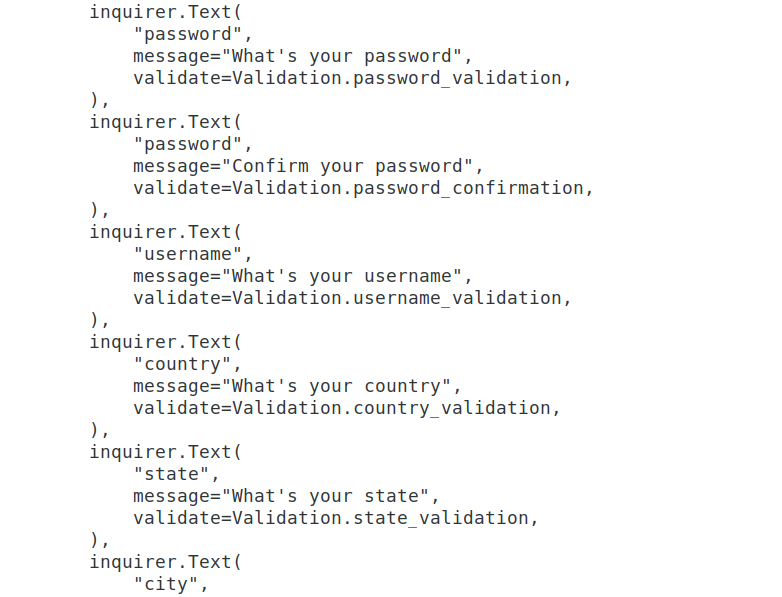 inquirer.Text(
    "password",
    message="What's your password",
    validate=Validation.password_validation,
),
inquirer.Text(
    "password",
    message="Confirm your password",
    validate=Validation.password_confirmation,
),
inquirer.Text(
    "username",
    message="What's your username",
    validate=Validation.username_validation,
),
inquirer.Text(
    "country",
    message="What's your country",
    validate=Validation.country_validation,
),
inquirer.Text(
    "state",
    message="What's your state",
    validate=Validation.state_validation,
),
inquirer.Text(
    "city",